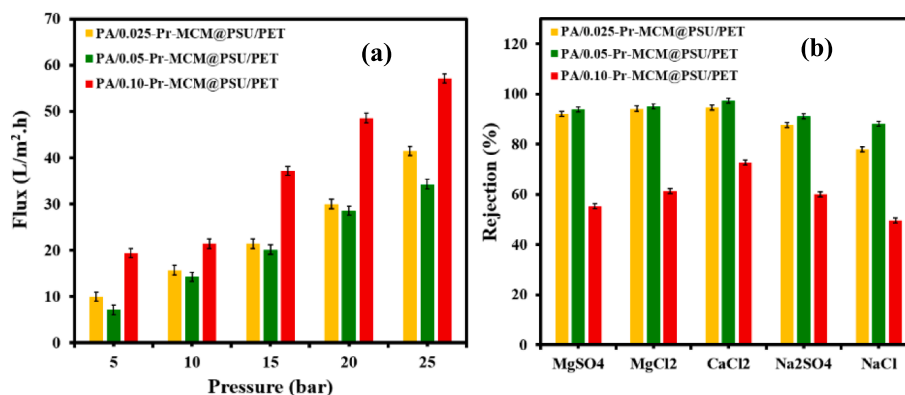 (a)
PA/0.025-Pr-MCM@PSU/PET
PA/0.05-Pr-MCM@PSU/PET
PA/0.10-Pr-MCM@PSU/PET
Flux (L/m².h)
70
60
50
40
30
20
10
0
5 10 15 20 25
Pressure (bar)
(b)
PA/0.025-Pr-MCM@PSU/PET
PA/0.05-Pr-MCM@PSU/PET
PA/0.10-Pr-MCM@PSU/PET
Rejection (%)
120
100
80
60
40
20
0
MgSO4 MgCl2 CaCl2 Na2SO4 NaCl